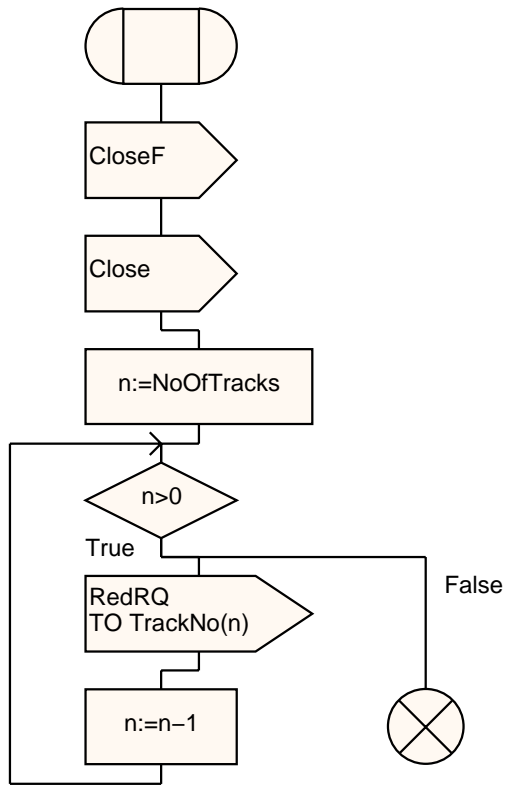 CloseF
Close
n:=NoOfTracks
n>0
True
False
RedRQ
TO TrackNo(n)
n:=n−1